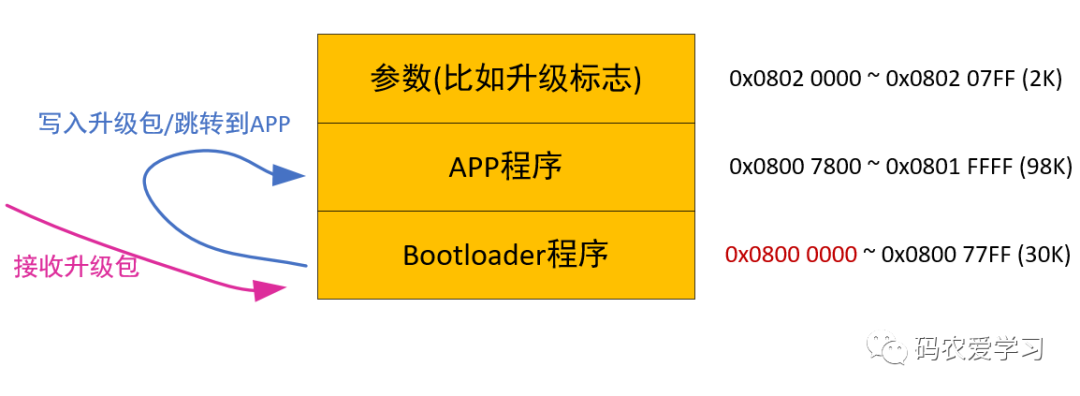 参数(比如升级标志)
0x0802 0000 ~ 0x0802 07FF (2K)
写入升级包/跳转到APP
APP程序
0x0800 7800 ~ 0x0801 FFFF (98K)
Bootloader程序
0x0800 0000 ~ 0x0800 77FF (30K)
接收升级包
码农爱学习